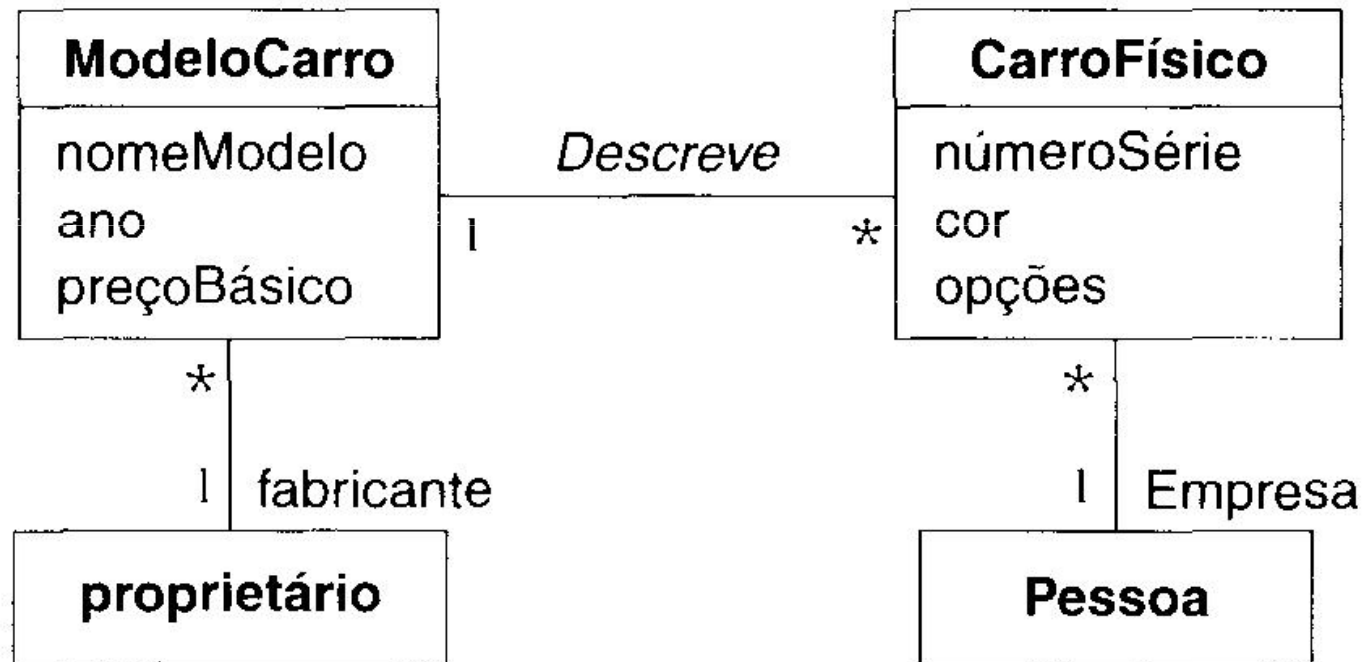 ModeloCarro
nomeModelo
ano
preçoBásico
Descreve
1
*
CarroFísico
númeroSérie
cor
opções
*
1
fabricante
proprietário
*
1
Empresa
Pessoa